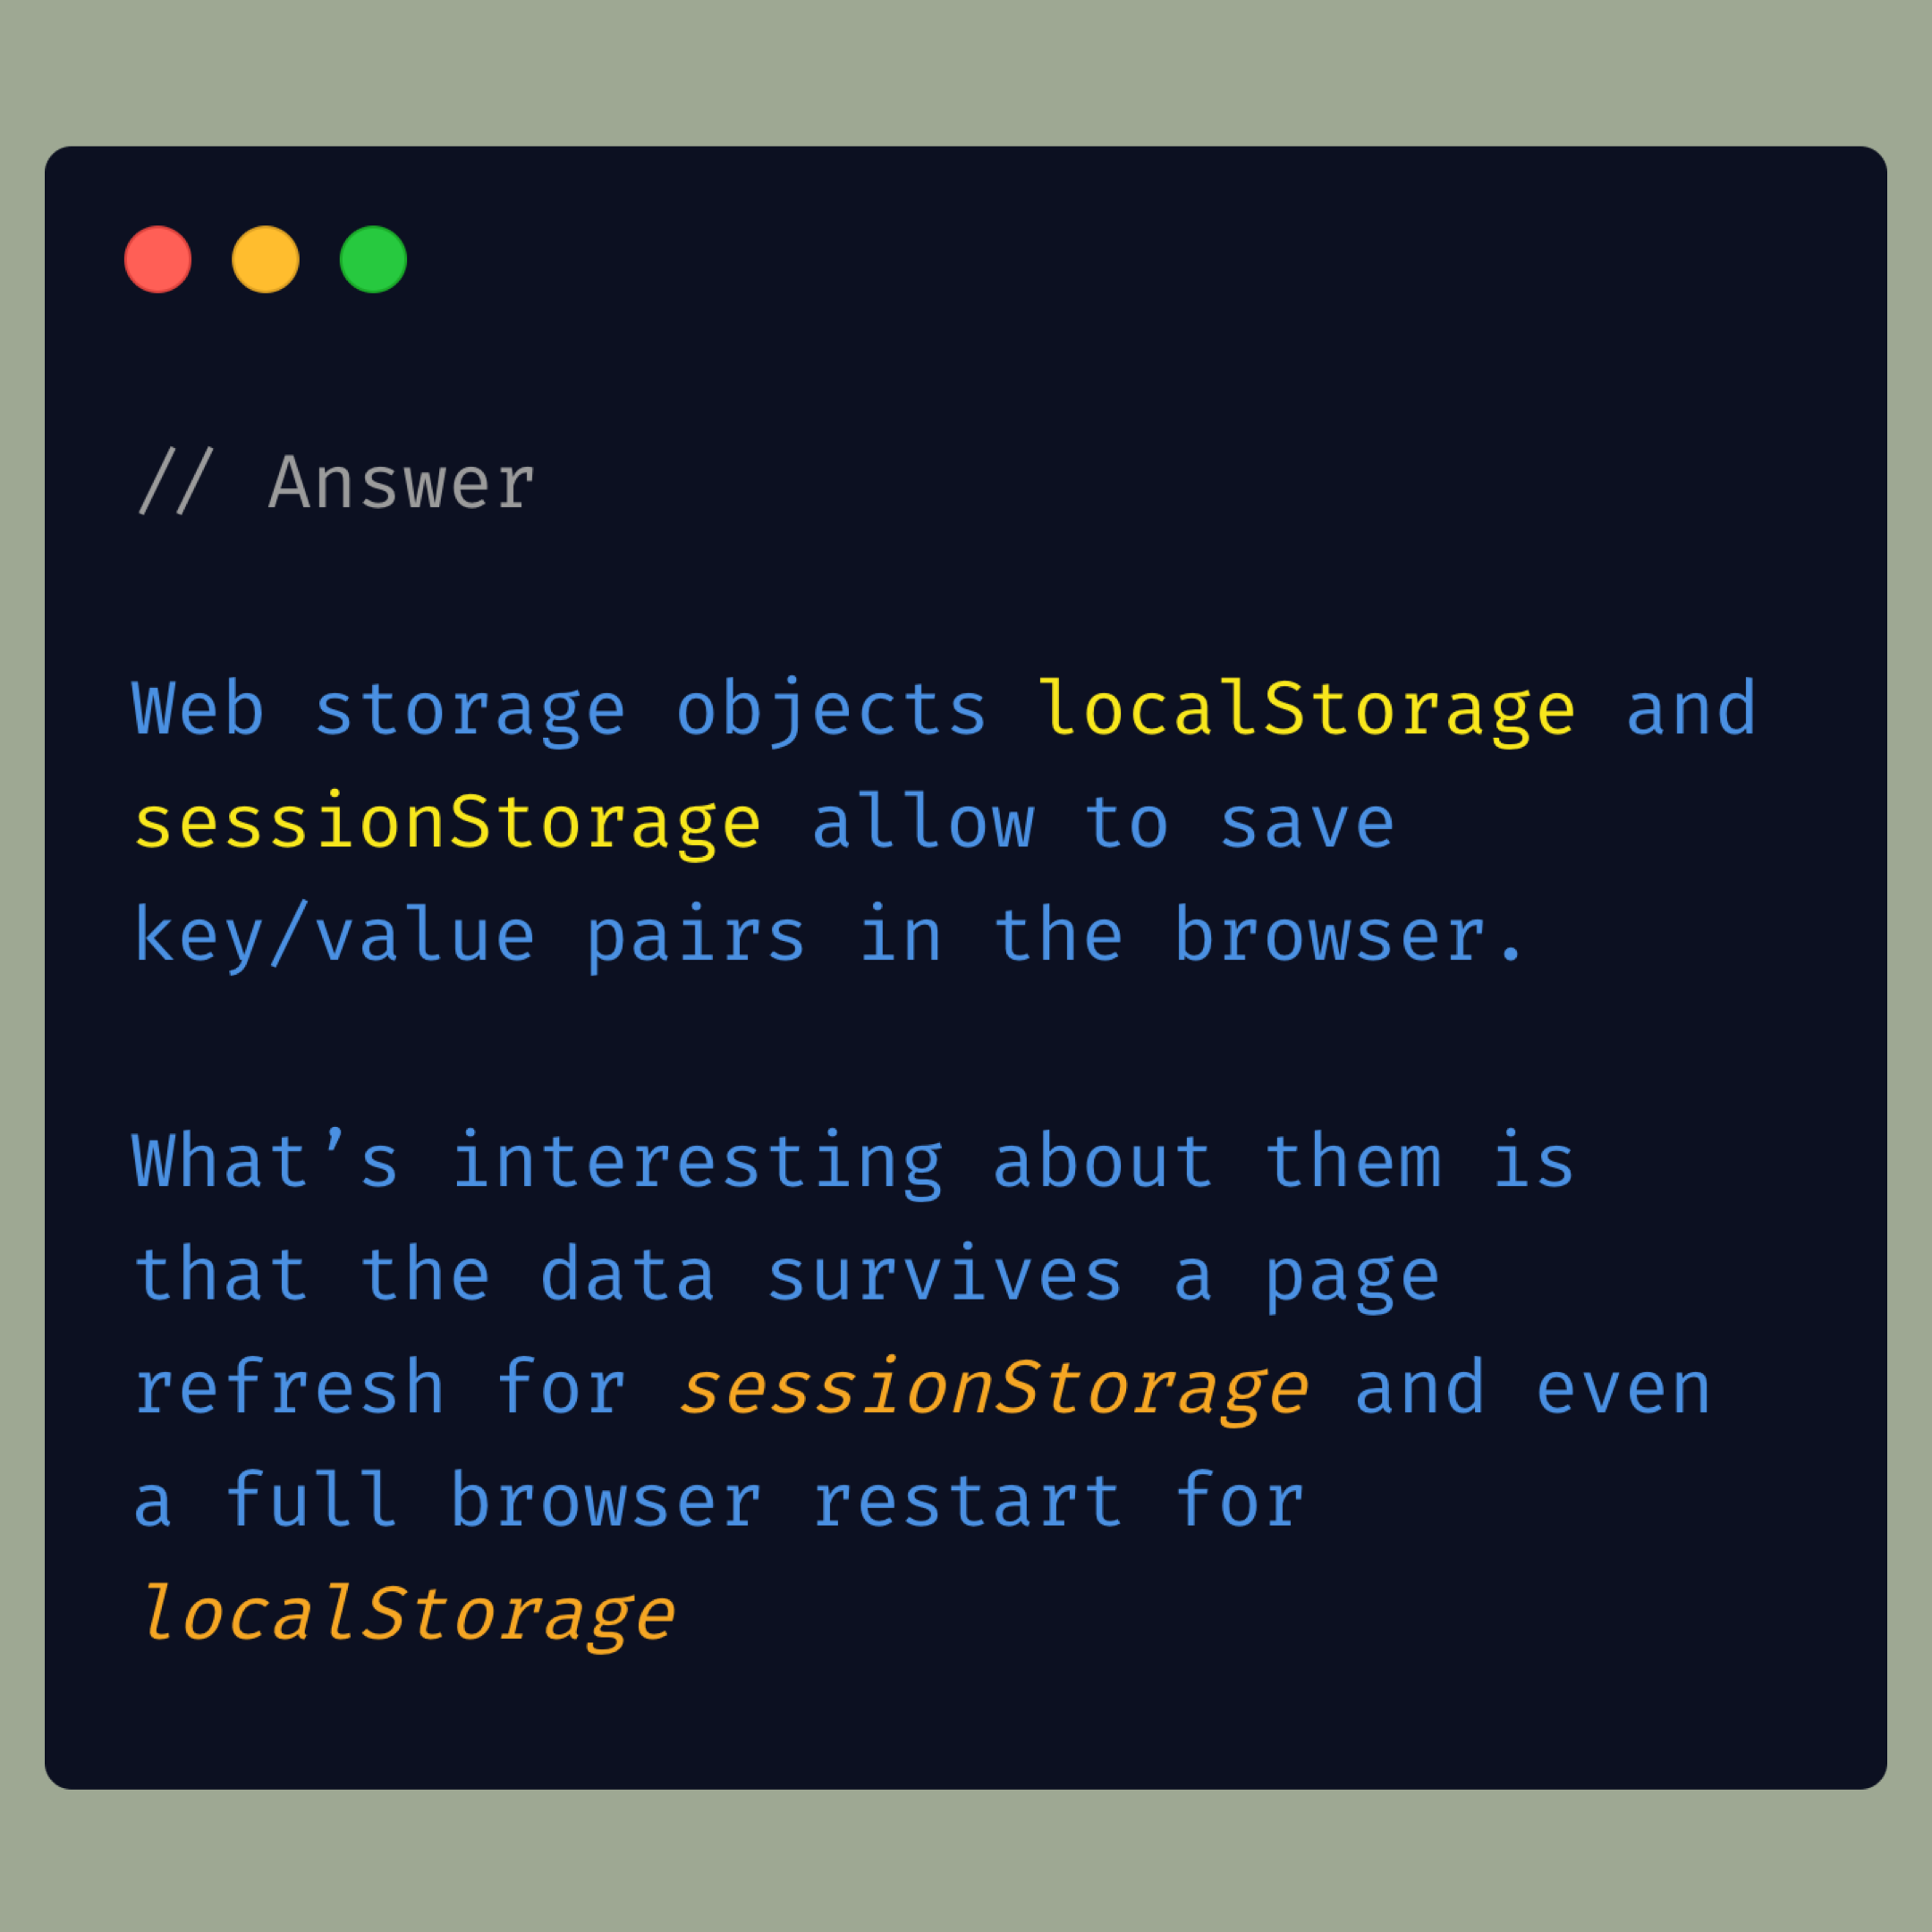 // Answer
Web storage objects localStorage and
sessionStorage allow to save
key/value pairs in the browser.
What’s interesting about them is
that the data survives a page
refresh for sessionStorage and even
a full browser restart for
localStorage